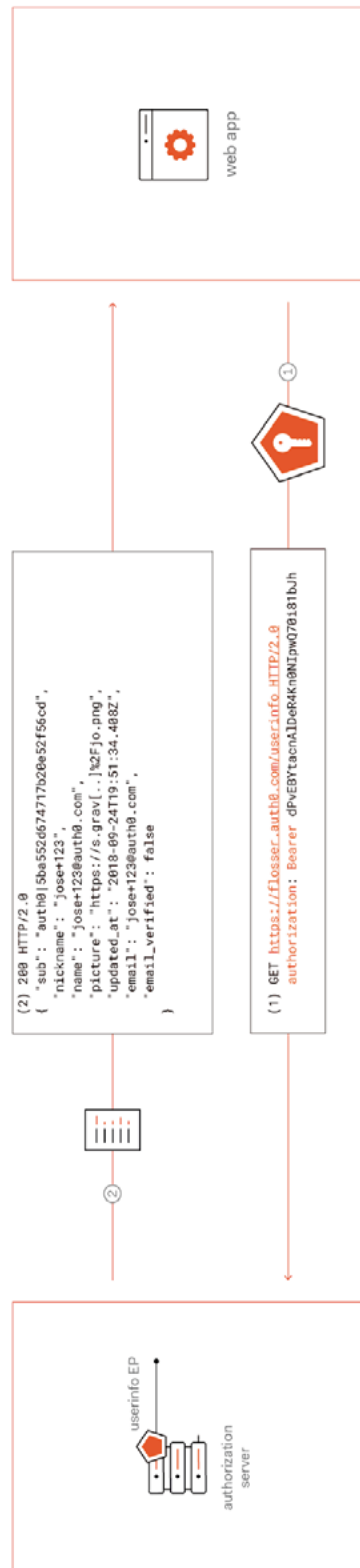 userinfo EP
authorization
server
2
(2) 200 HTTP/2.0
{ "sub": "auth0|5ba552d674717b20e52f56cd",
"nickname": "jose+123",
"name": "jose+123@auth0.com",
"picture": "https://s.grav[..]%2Fjo.png",
"updated_at": "2018-09-24T19:51:34.408Z",
"email": "jose+123@auth0.com",
"email_verified": false
}
(1) GET https://flosser.auth0.com/userinfo HTTP/2.0
authorization: Bearer dPvEBYtacnAlDeR4Kn0NIpwQ70i81bJh
1
web app